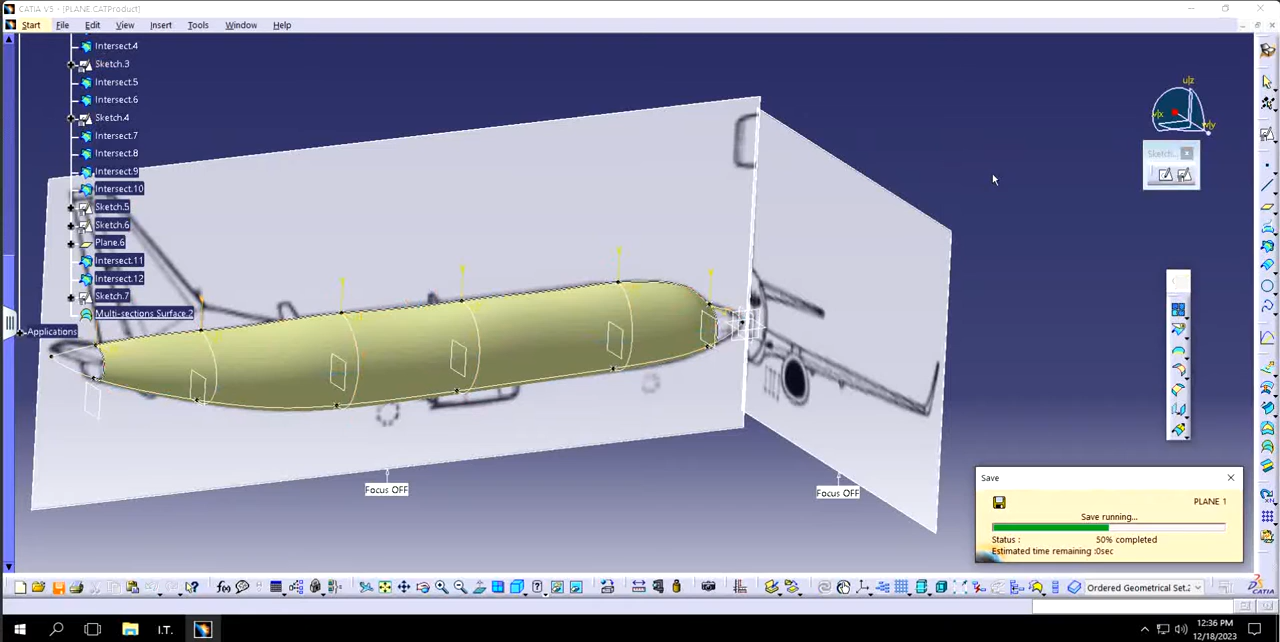 CATIA V5 - [PLANE.CATProduct]
Start File Edit View Insert Tools Window Help
Intersect.4
Sketch.3
Intersect.5
Intersect.6
Sketch.4
Intersect.7
Intersect.8
Intersect.9
Intersect.10
Sketch.5
Sketch.6
Plane.6
Intersect.11
Intersect.12
Sketch.7
Multi-sections Surface.2
Applications
u|z
v|x
w|y
Focus OFF
Focus OFF
Save
PLANE 1
Save running...
Status : 50% completed
Estimated time remaining :0sec
f(x)
Ordered Geometrical Set.2
CATIA
I.T.
12:36 PM
12/18/2023